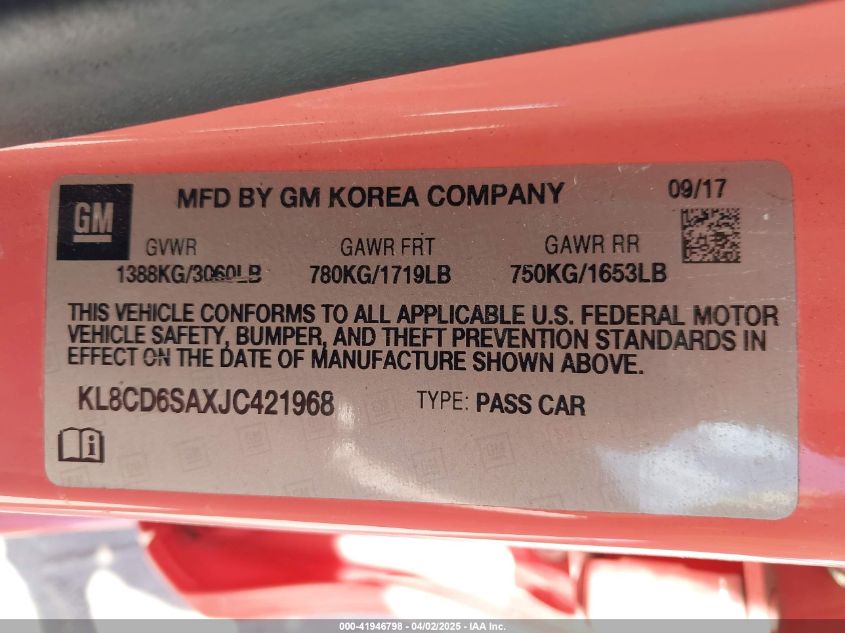 GM
MFD BY GM KOREA COMPANY
09/17
GVWR
GAWR FRT
GAWR RR
1388KG/3060LB
780KG/1719LB
750KG/1653LB
THIS VEHICLE CONFORMS TO ALL APPLICABLE U.S. FEDERAL MOTOR
VEHICLE SAFETY, BUMPER, AND THEFT PREVENTION STANDARDS IN
EFFECT ON THE DATE OF MANUFACTURE SHOWN ABOVE.
KL8CD6SAXJC421968
TYPE: PASS CAR
000-41946798 - 04/02/2025 - IAA Inc.